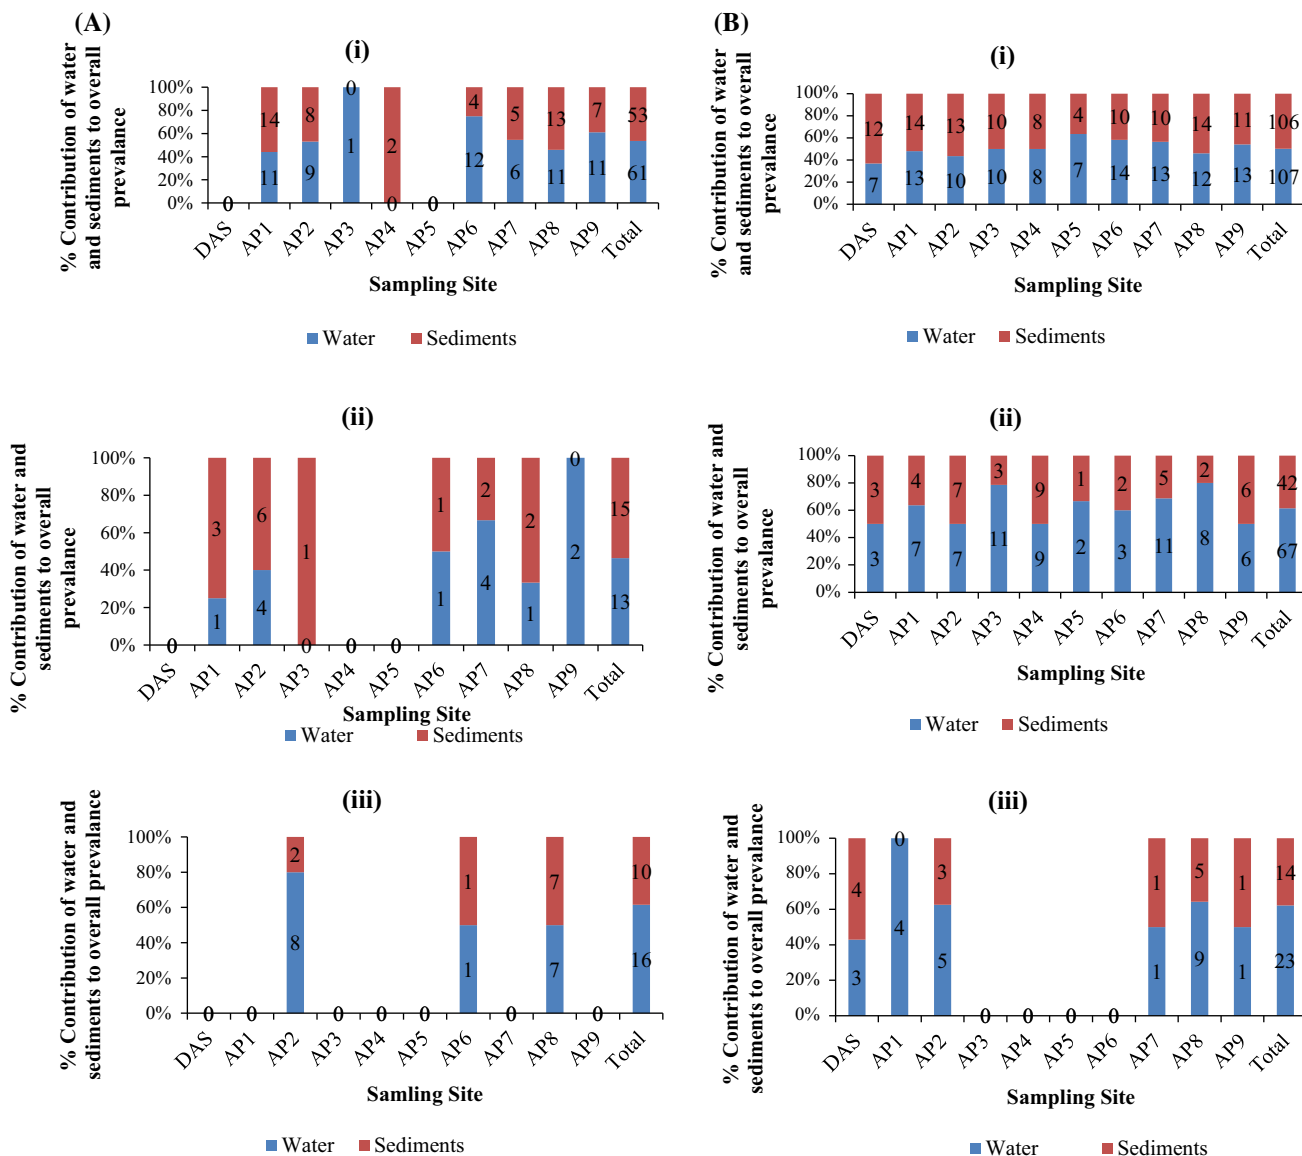 (A)
(i)
% Contribution of water
and sediments to overall
prevalance
100%
80%
60%
40%
20%
0%
0 14 11 8 9 0 1 2 0 0 4 12 5 6 13 11 7 11 53 61
DAS AP1 AP2 AP3 AP4 AP5 AP6 AP7 AP8 AP9 Total
Sampling Site
Water Sediments
(ii)
% Contribution of water and
sediments to overall
prevalance
100%
80%
60%
40%
20%
0%
0 3 1 6 4 1 0 0 0 1 1 2 4 2 1 0 2 15 13
DAS AP1 AP2 AP3 AP4 AP5 AP6 AP7 AP8 AP9 Total
Sampling Site
Water Sediments
(iii)
% Contribution of water and
sediments to overall prevalance
100%
80%
60%
40%
20%
0%
0 0 2 8 0 0 0 1 1 0 7 7 0 10 16
DAS AP1 AP2 AP3 AP4 AP5 AP6 AP7 AP8 AP9 Total
Samling Site
Water Sediments
(B)
(i)
% Contribution of water
and sediments to overall
prevalance
100%
80%
60%
40%
20%
0%
12 7 14 13 13 10 10 10 8 8 4 7 10 14 10 13 14 12 11 13 106 107
DAS AP1 AP2 AP3 AP4 AP5 AP6 AP7 AP8 AP9 Total
Sampling Site
Water Sediments
(ii)
% Contribution of water and
sediments to overall
prevalance
100%
80%
60%
40%
20%
0%
3 3 4 7 7 7 3 11 9 9 1 2 2 3 5 11 2 8 6 6 42 67
DAS AP1 AP2 AP3 AP4 AP5 AP6 AP7 AP8 AP9 Total
Sampling Site
Water Sediments
(iii)
% Contribution of water and
sediments to overall prevalance
100%
80%
60%
40%
20%
0%
4 3 0 4 3 5 0 0 0 0 1 1 5 9 1 1 14 23
DAS AP1 AP2 AP3 AP4 AP5 AP6 AP7 AP8 AP9 Total
Sampling Site
Water Sediments